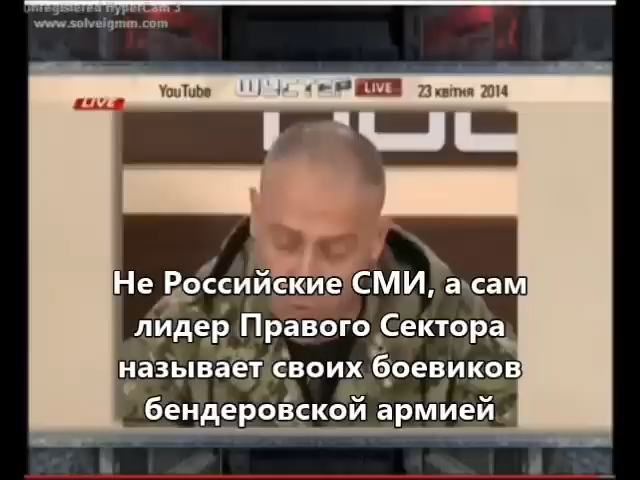 Unregistered HyperCam 3
www.solveigmm.com
YouTube ШУСТЕР LIVE 23 квітня 2014
LIVE
Не Российские СМИ, а сам
лидер Правого Сектора
называет своих боевиков
бендеровской армией